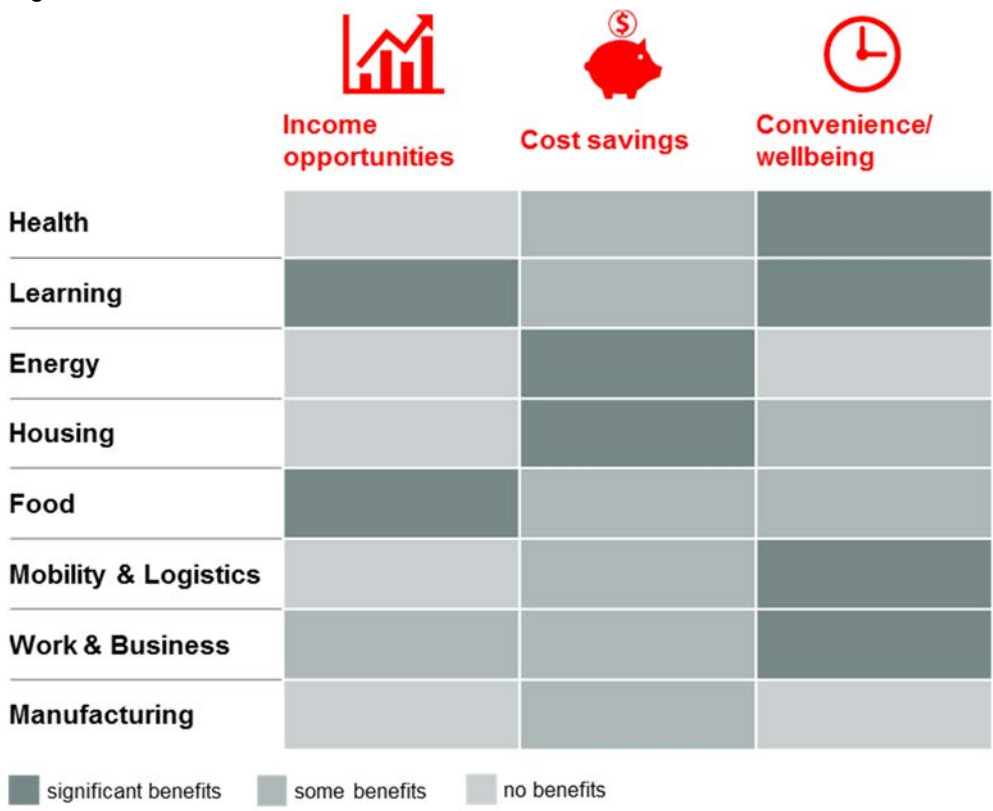 $
Income
opportunities
Cost savings
Convenience/
wellbeing
Health
Learning
Energy
Housing
Food
Mobility & Logistics
Work & Business
Manufacturing
significant benefits
some benefits
no benefits